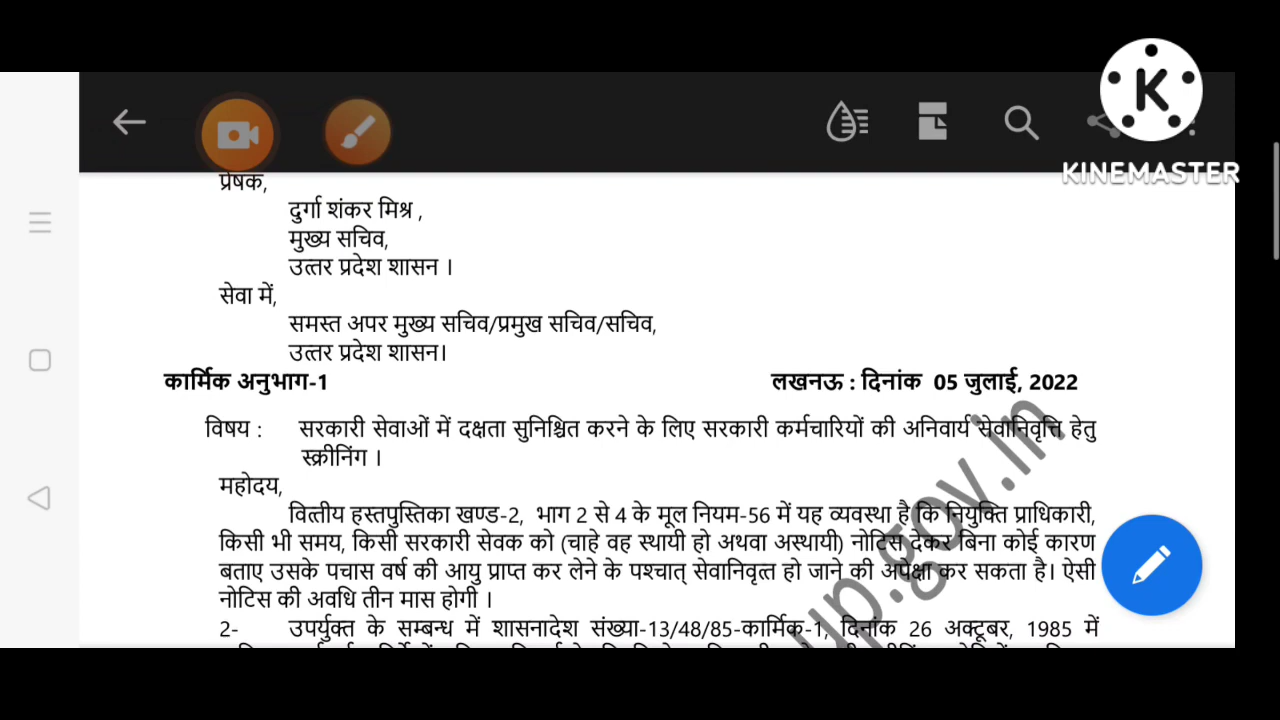 KINEMASTER
प्रेषक,
दुर्गा शंकर मिश्र ,
मुख्य सचिव,
उत्तर प्रदेश शासन ।
सेवा में,
समस्त अपर मुख्य सचिव/प्रमुख सचिव/सचिव,
उत्तर प्रदेश शासन।
कार्मिक अनुभाग-1 लखनऊ : दिनांक 05 जुलाई, 2022
विषय : सरकारी सेवाओं में दक्षता सुनिश्चित करने के लिए सरकारी कर्मचारियों की अनिवार्य सेवानिवृत्ति हेतु
स्क्रीनिंग ।
महोदय,
वित्तीय हस्तपुस्तिका खण्ड-2, भाग 2 से 4 के मूल नियम-56 में यह व्यवस्था है कि नियुक्ति प्राधिकारी,
किसी भी समय, किसी सरकारी सेवक को (चाहे वह स्थायी हो अथवा अस्थायी) नोटिस देकर बिना कोई कारण
बताए उसके पचास वर्ष की आयु प्राप्त कर लेने के पश्चात् सेवानिवृत्त हो जाने की अपेक्षा कर सकता है। ऐसी
नोटिस की अवधि तीन मास होगी ।
2- उपर्युक्त के सम्बन्ध में शासनादेश संख्या-13/48/85-कार्मिक-1, दिनांक 26 अक्टूबर, 1985 में
up.gov.in